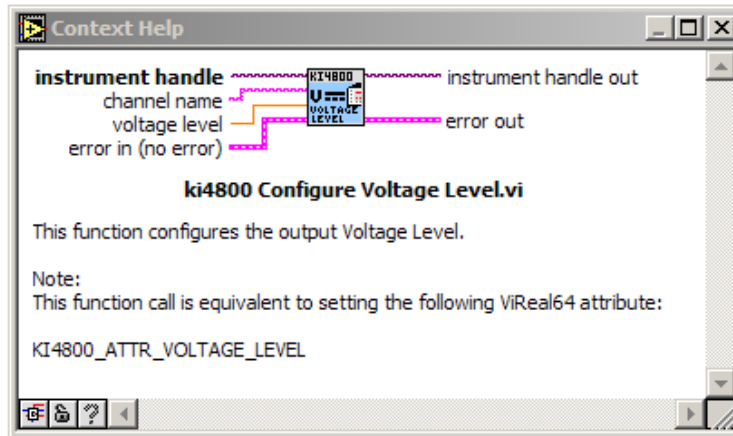 Context Help
instrument handle
KI4800
instrument handle out
channel name
V
voltage level
VOLTAGE
LEVEL
error out
error in (no error)
ki4800 Configure Voltage Level.vi
This function configures the output Voltage Level.
Note:
This function call is equivalent to setting the following ViReal64 attribute:
KI4800_ATTR_VOLTAGE_LEVEL
?